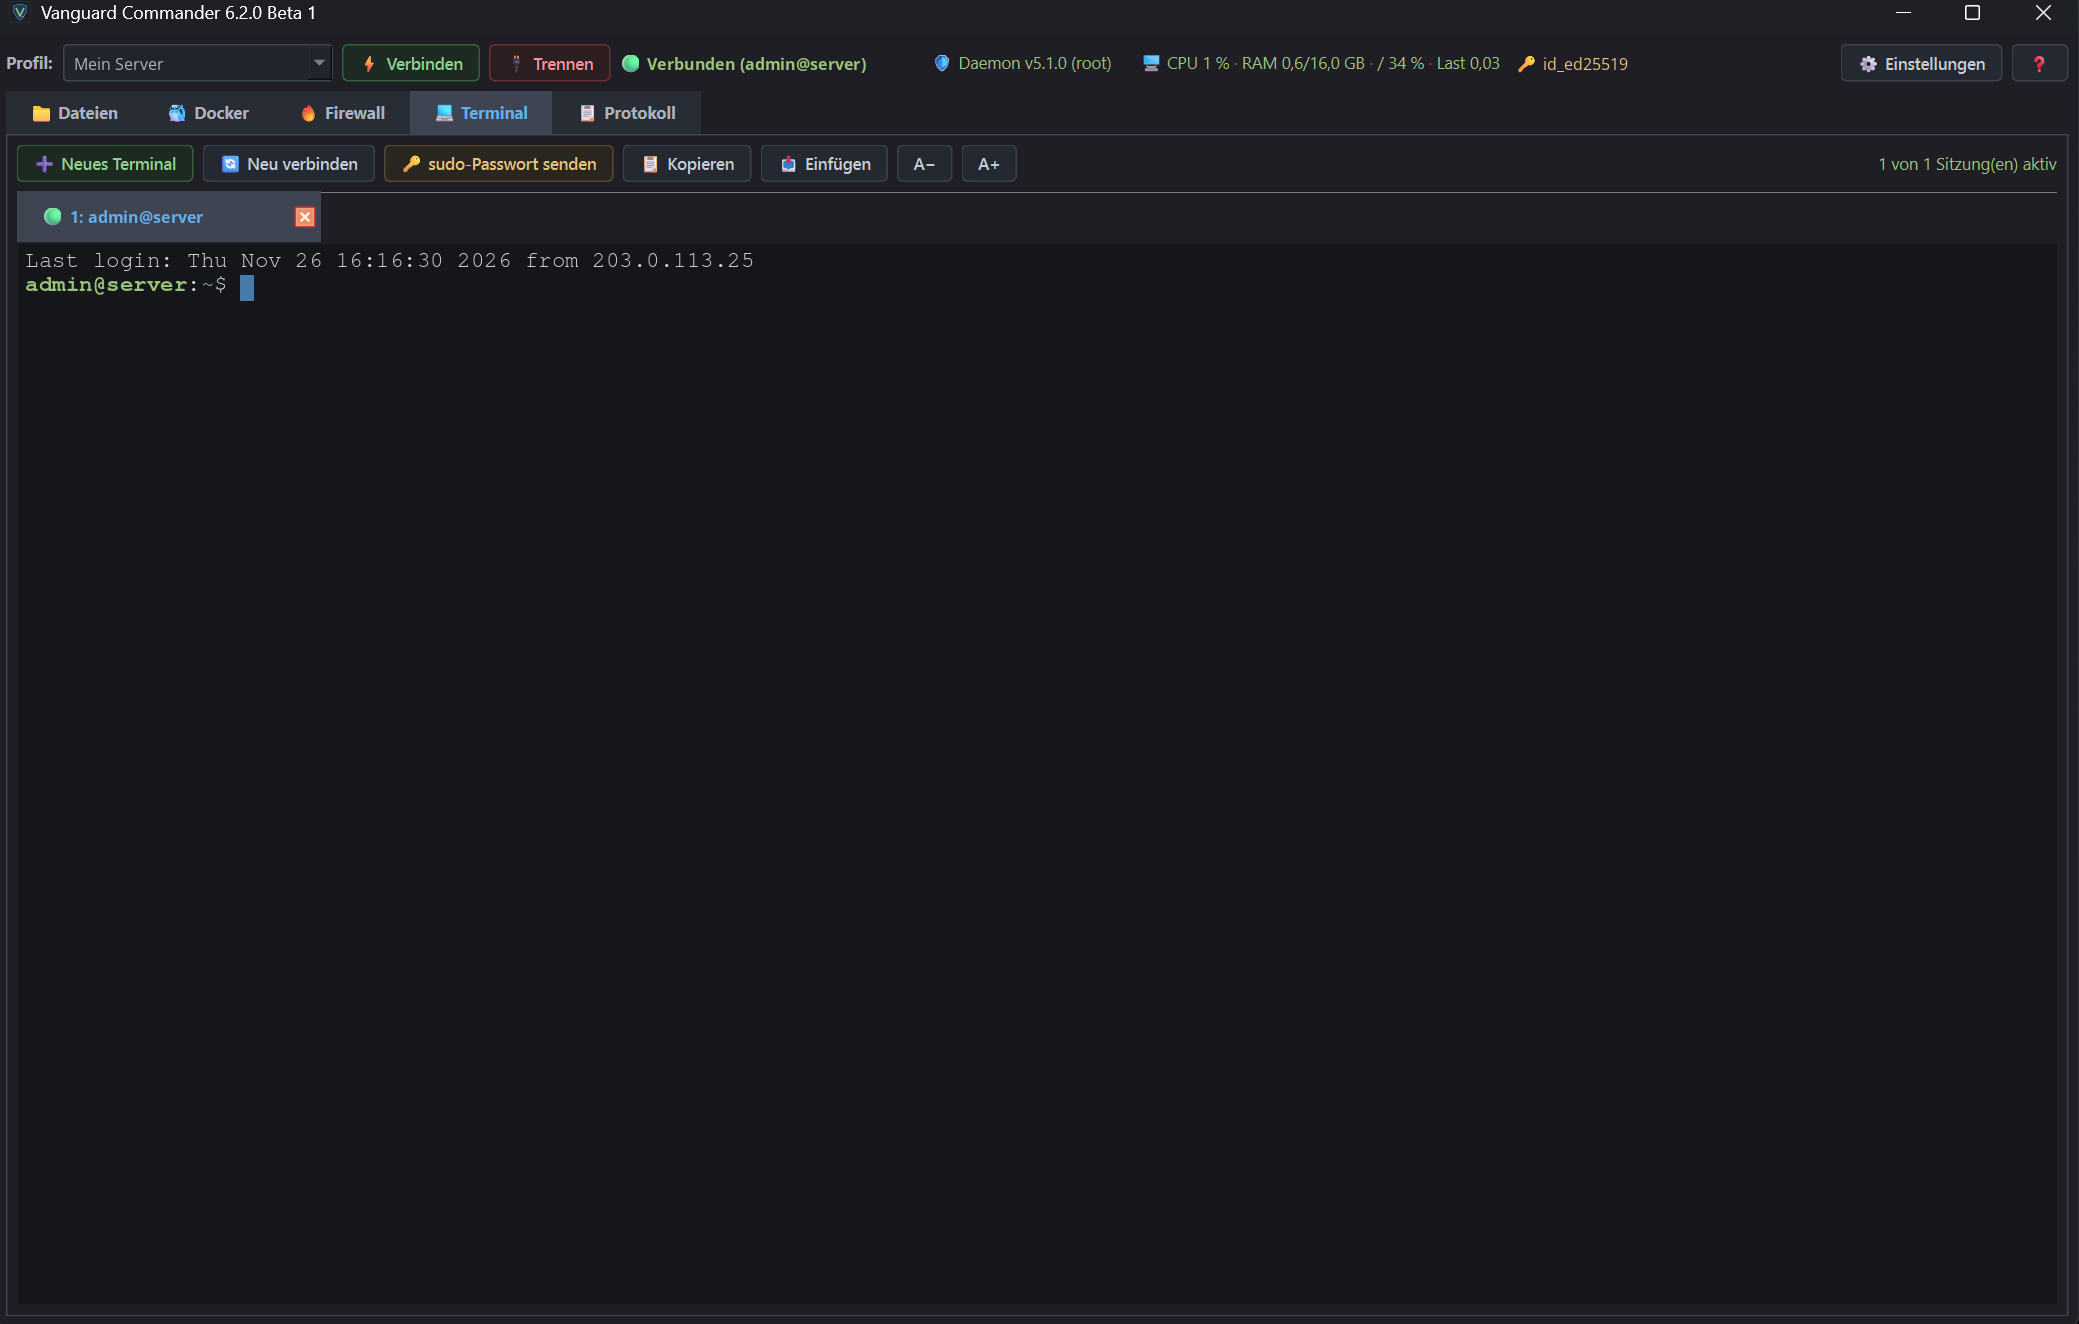 Vanguard Commander 6.2.0 Beta 1
Profil: Mein Server Verbinden Trennen Verbunden (admin@server) Daemon v5.1.0 (root) CPU 1 % · RAM 0,6/16,0 GB · / 34 % · Last 0,03 id_ed25519 Einstellungen ?
Dateien Docker Firewall Terminal Protokoll
Neues Terminal Neu verbinden sudo-Passwort senden Kopieren Einfügen A− A+ 1 von 1 Sitzung(en) aktiv
1: admin@server
Last login: Thu Nov 26 16:16:30 2026 from 203.0.113.25
admin@server:~$